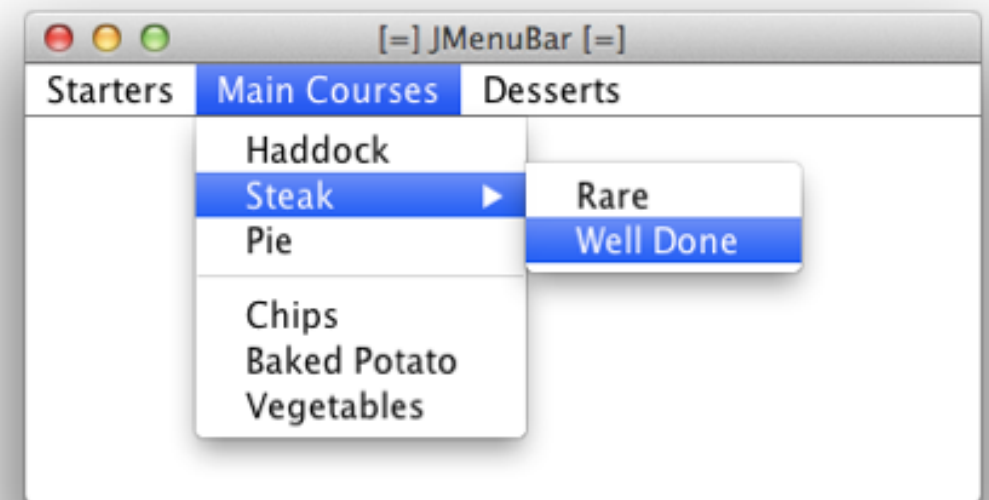 [=] JMenuBar [=]
Starters Main Courses Desserts
Haddock
Steak
Rare
Well Done
Pie
Chips
Baked Potato
Vegetables